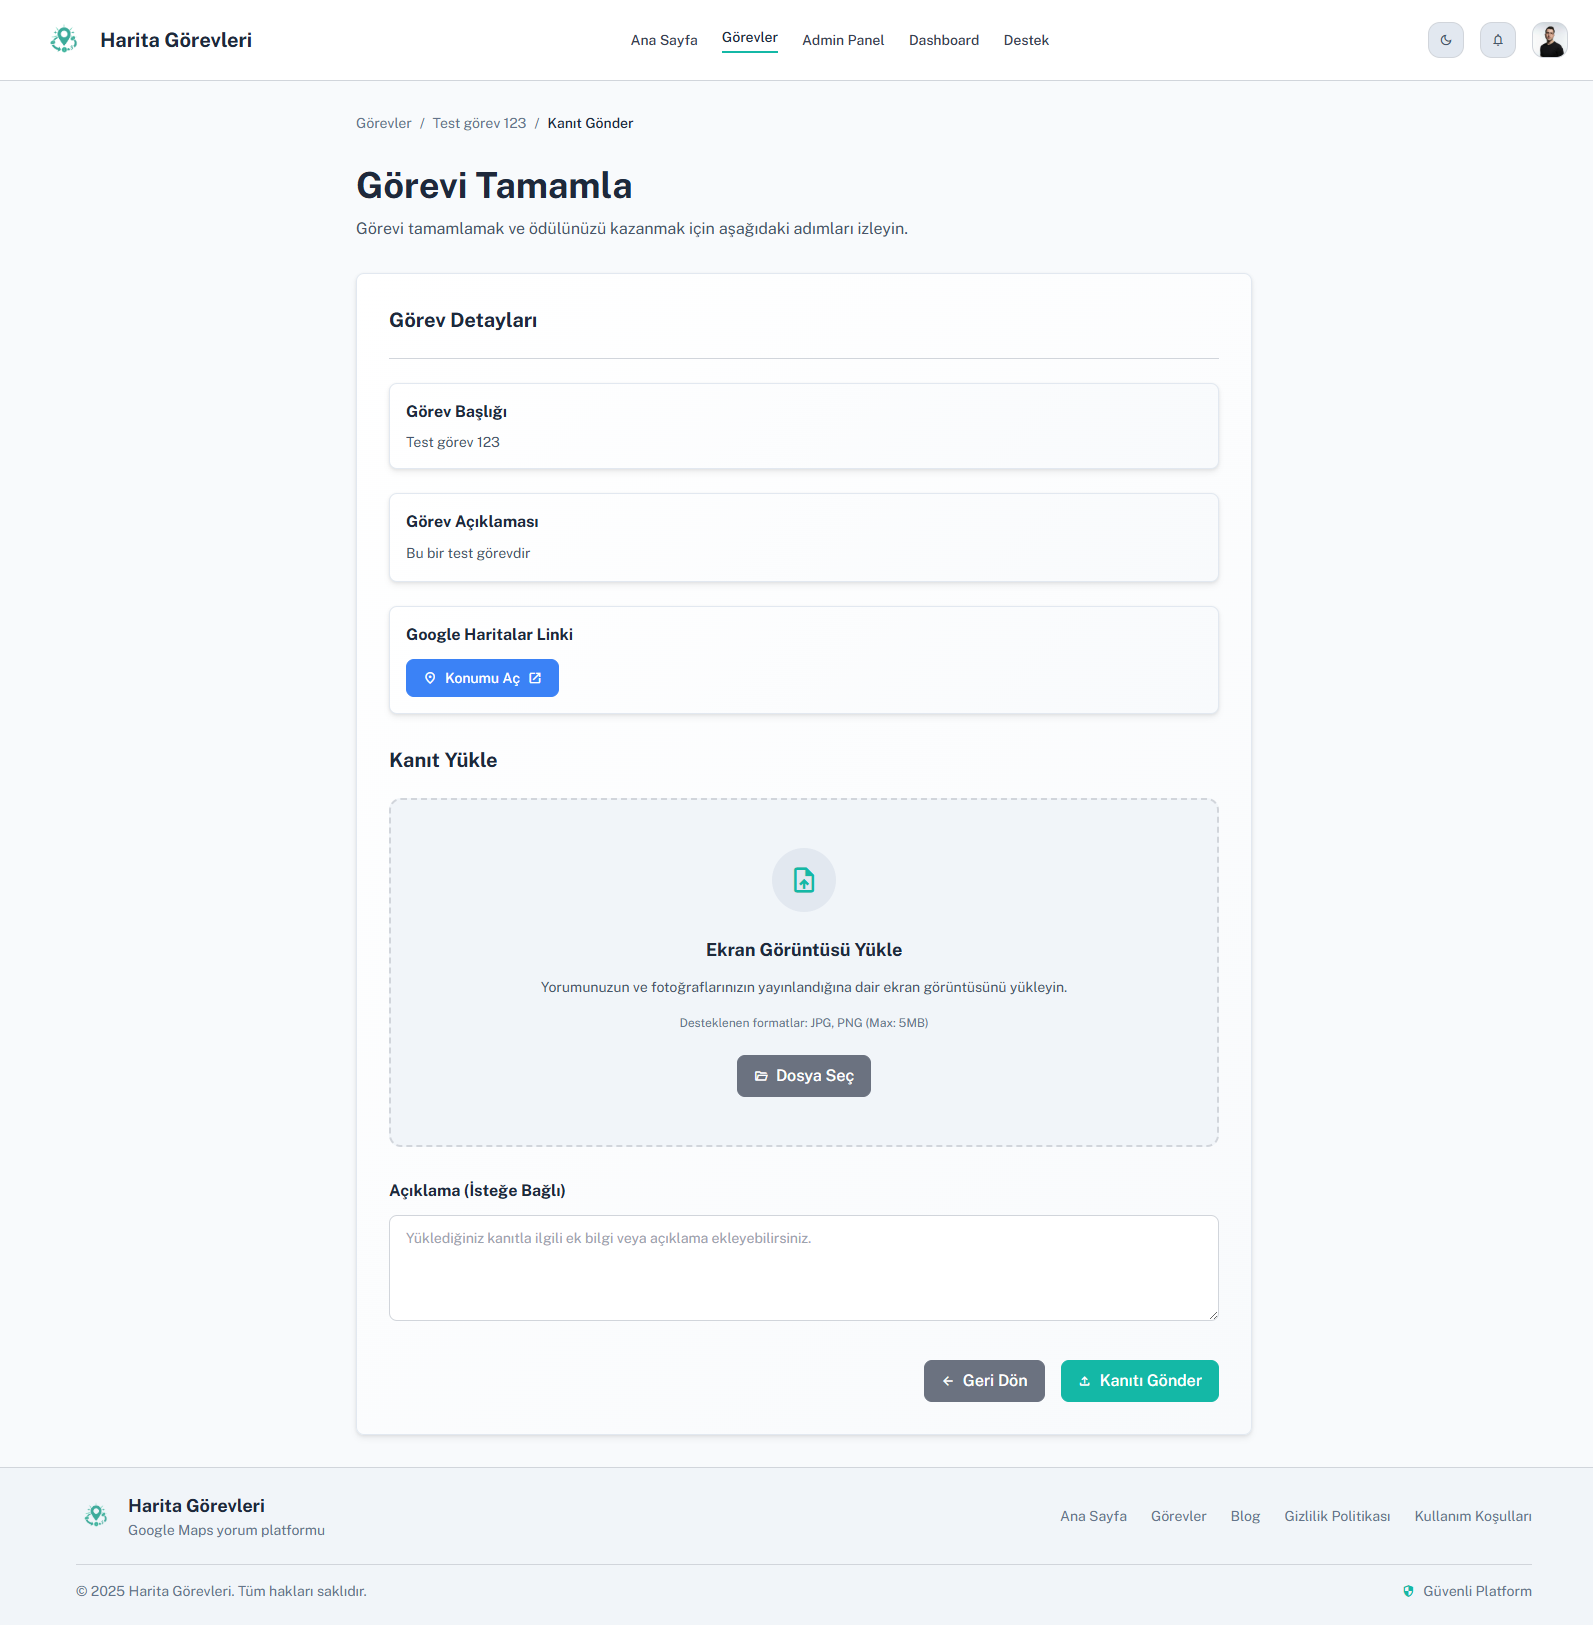 Harita Görevleri
Ana Sayfa
Görevler
Admin Panel
Dashboard
Destek
Görevler / Test görev 123 / Kanıt Gönder
Görevi Tamamla
Görevi tamamlamak ve ödülünüzü kazanmak için aşağıdaki adımları izleyin.
Görev Detayları
Görev Başlığı
Test görev 123
Görev Açıklaması
Bu bir test görevdir
Google Haritalar Linki
Konumu Aç
Kanıt Yükle
Ekran Görüntüsü Yükle
Yorumunuzun ve fotoğraflarınızın yayınlandığına dair ekran görüntüsünü yükleyin.
Desteklenen formatlar: JPG, PNG (Max: 5MB)
Dosya Seç
Açıklama (İsteğe Bağlı)
Yüklediğiniz kanıtla ilgili ek bilgi veya açıklama ekleyebilirsiniz.
Geri Dön
Kanıtı Gönder
Harita Görevleri
Google Maps yorum platformu
Ana Sayfa
Görevler
Blog
Gizlilik Politikası
Kullanım Koşulları
© 2025 Harita Görevleri. Tüm hakları saklıdır.
Güvenli Platform